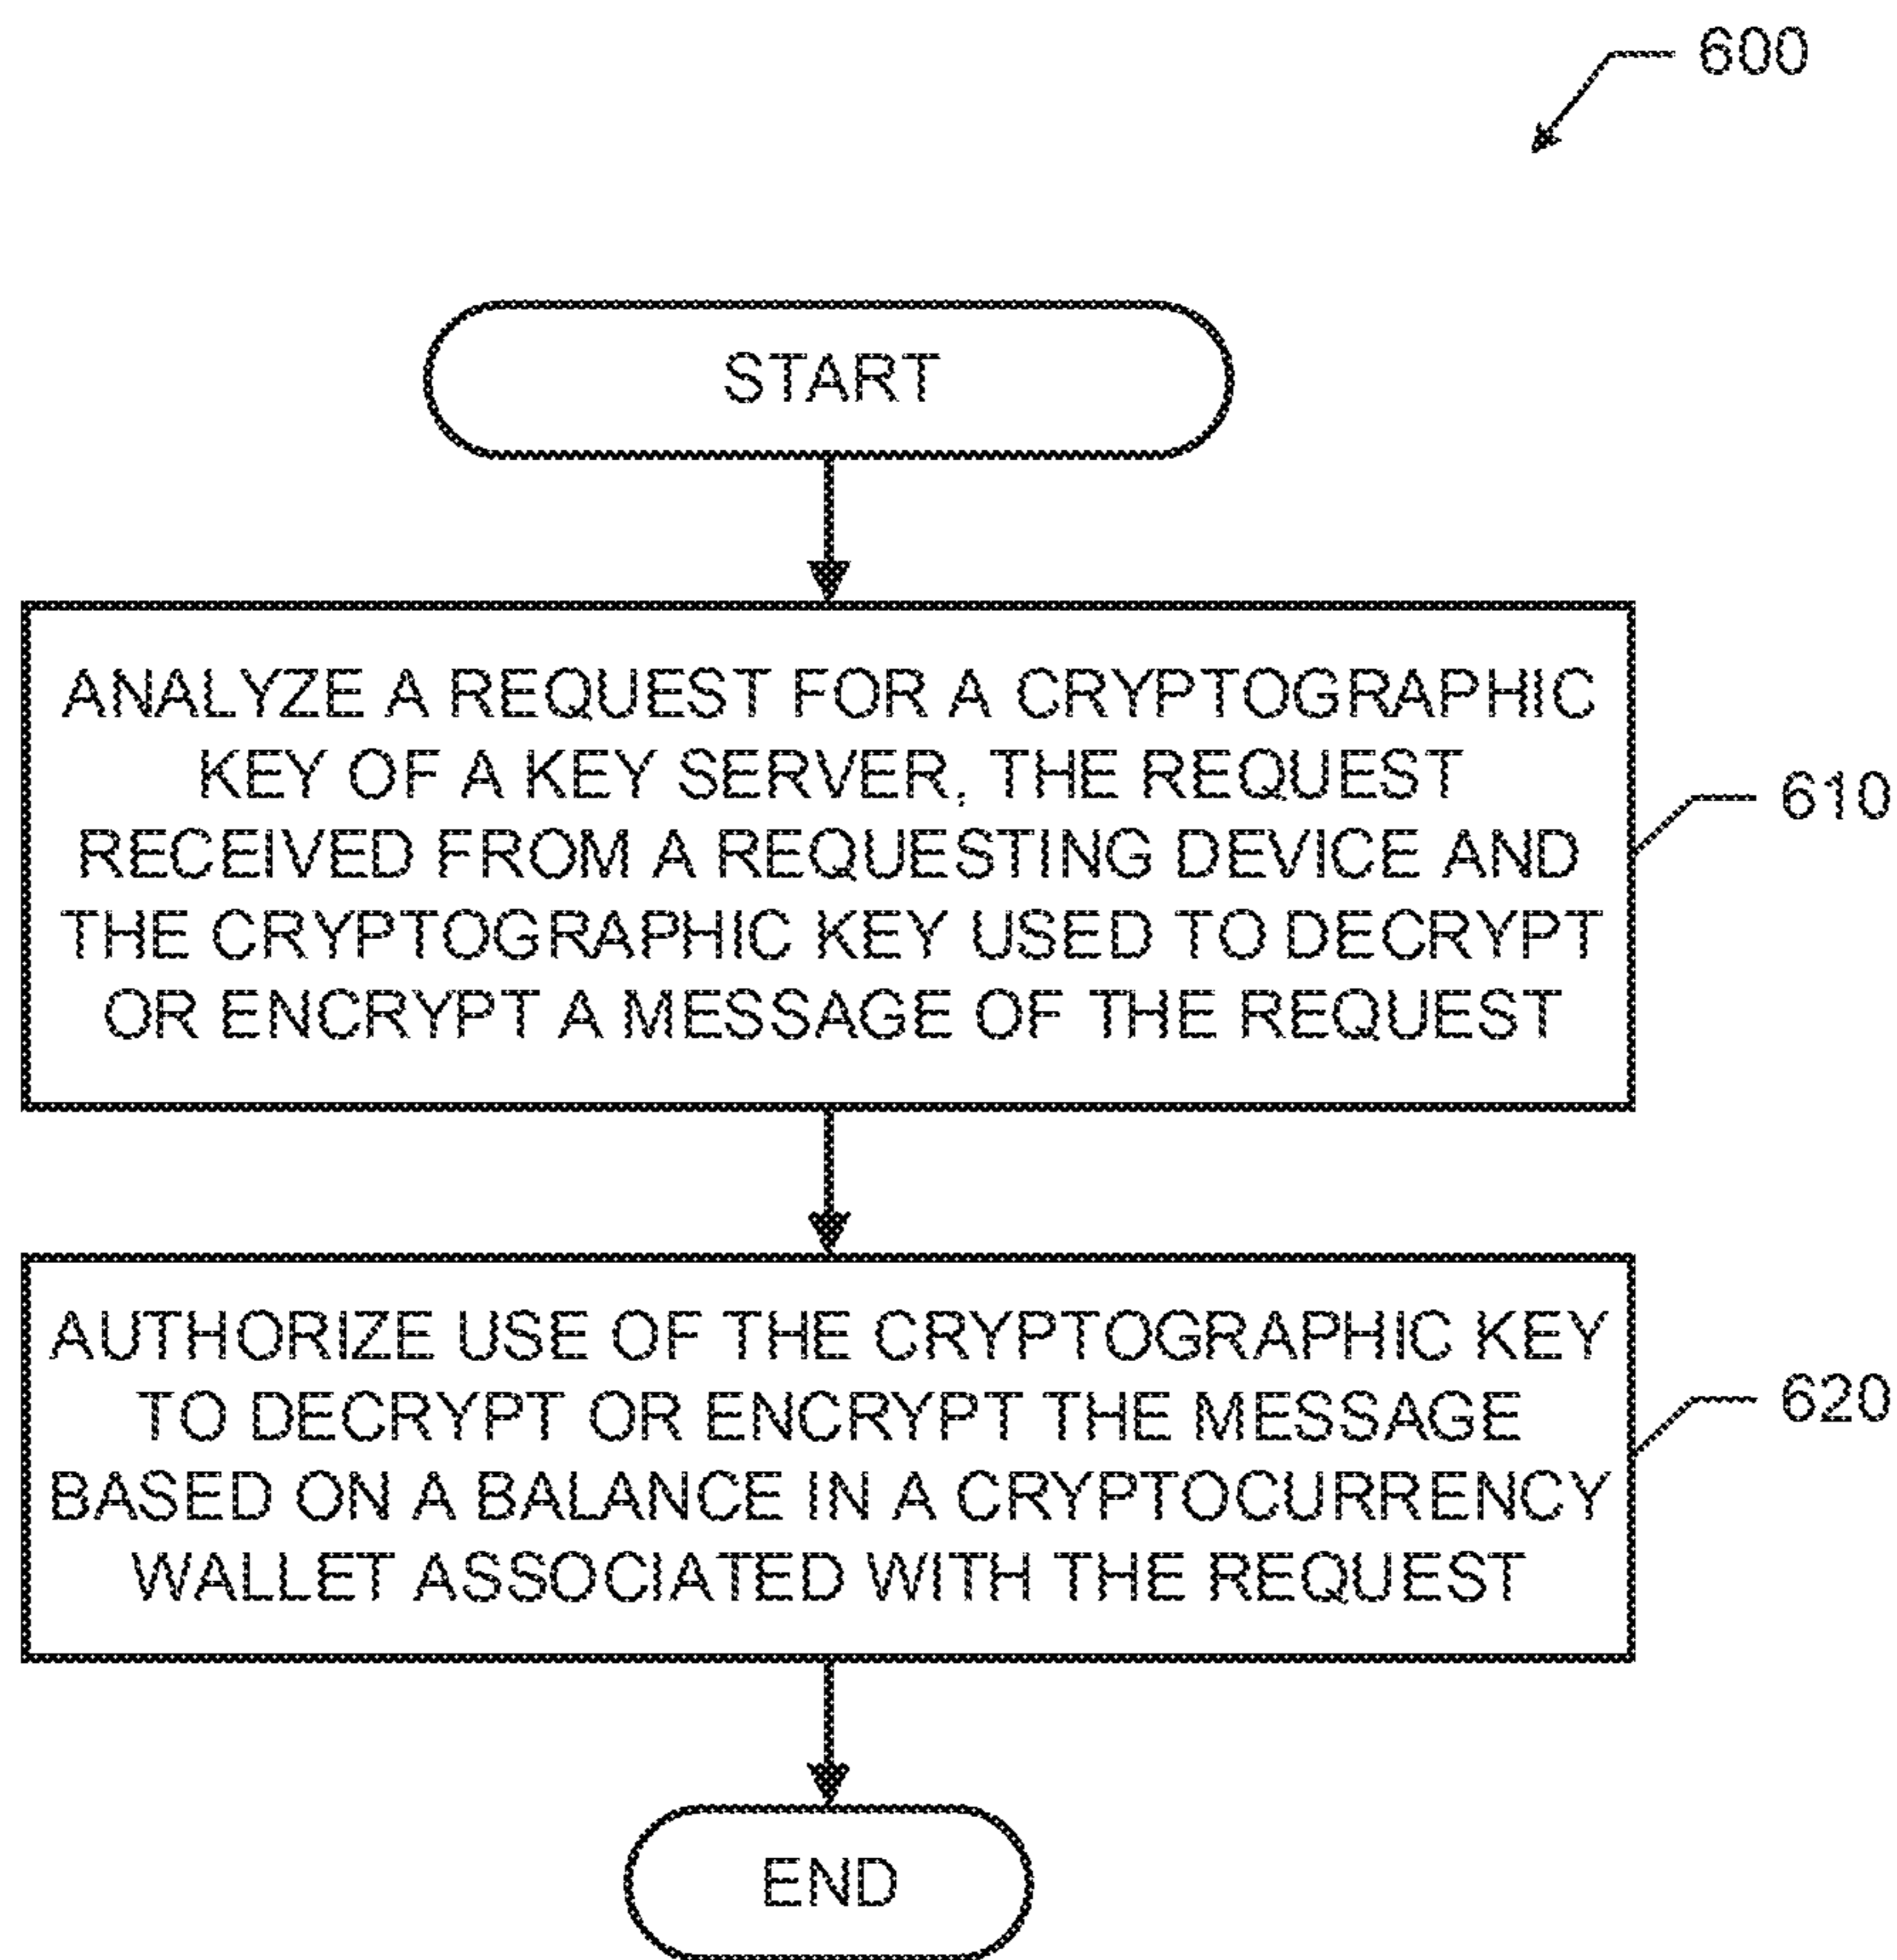 600
START
ANALYZE A REQUEST FOR A CRYPTOGRAPHIC
KEY OF A KEY SERVER, THE REQUEST
RECEIVED FROM A REQUESTING DEVICE AND
THE CRYPTOGRAPHIC KEY USED TO DECRYPT
OR ENCRYPT A MESSAGE OF THE REQUEST
610
AUTHORIZE USE OF THE CRYPTOGRAPHIC KEY
TO DECRYPT OR ENCRYPT THE MESSAGE
BASED ON A BALANCE IN A CRYPTOCURRENCY
WALLET ASSOCIATED WITH THE REQUEST
620
END